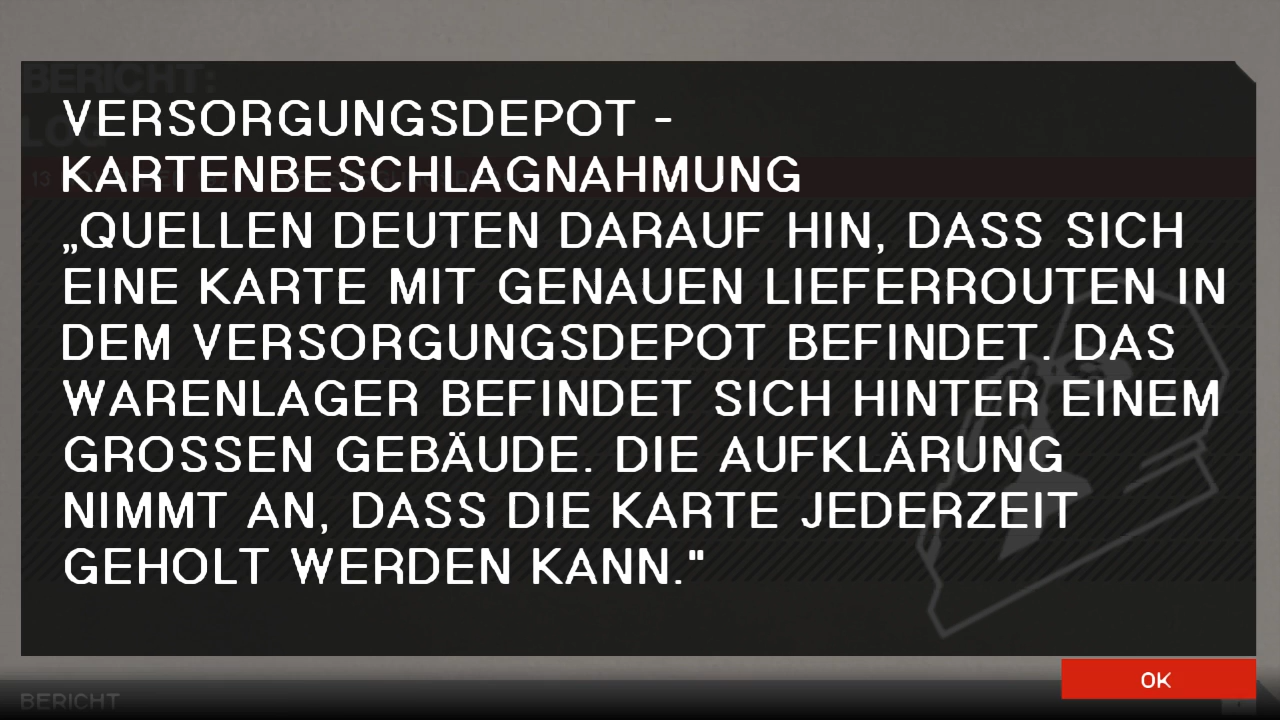 BERICHT:
LOG
VERSORGUNGSDEPOT -
KARTENBESCHLAGNAHMUNG
„QUELLEN DEUTEN DARAUF HIN, DASS SICH
EINE KARTE MIT GENAUEN LIEFERROUTEN IN
DEM VERSORGUNGSDEPOT BEFINDET. DAS
WARENLAGER BEFINDET SICH HINTER EINEM
GROSSEN GEBÄUDE. DIE AUFKLÄRUNG
NIMMT AN, DASS DIE KARTE JEDERZEIT
GEHOLT WERDEN KANN."
OK
BERICHT